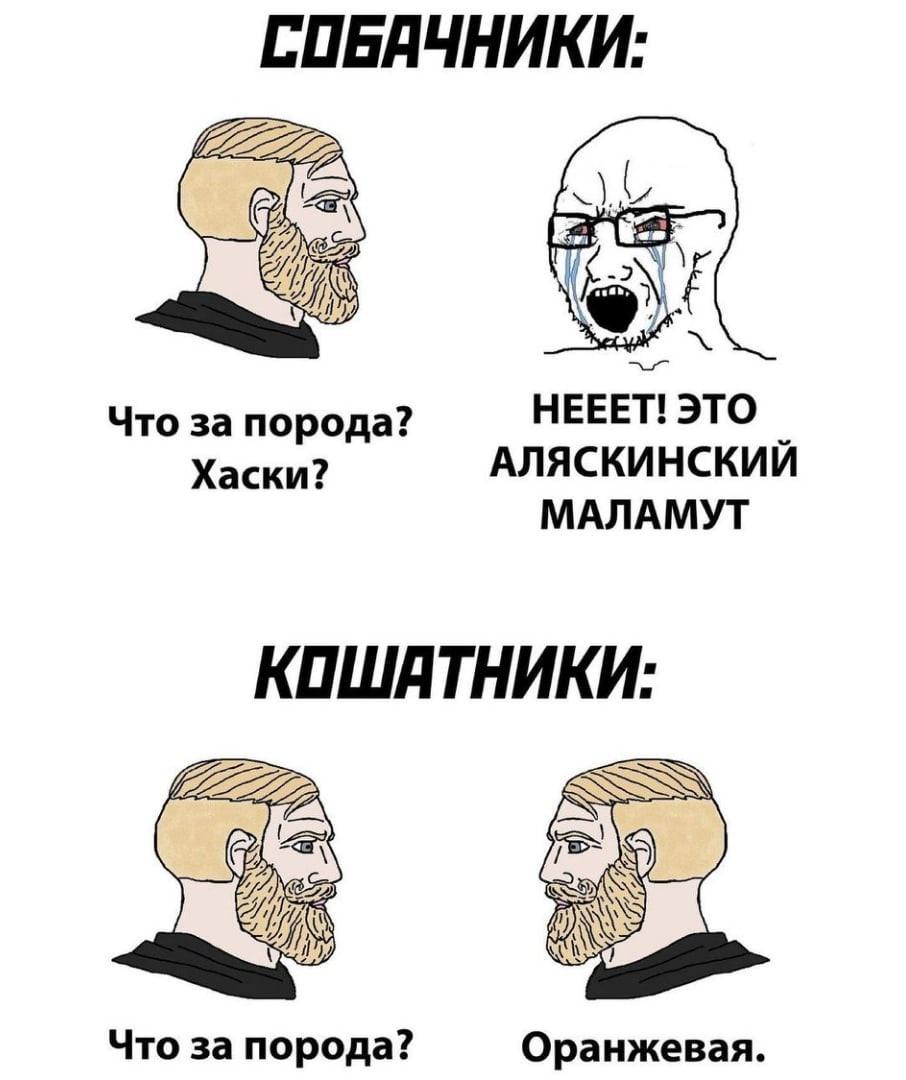 СОБАЧНИКИ:
Что за порода?
Хаски?
НЕЕЕТ! ЭТО
АЛЯСКИНСКИЙ
МАЛАМУТ
КОШАТНИКИ:
Что за порода?
Оранжевая.